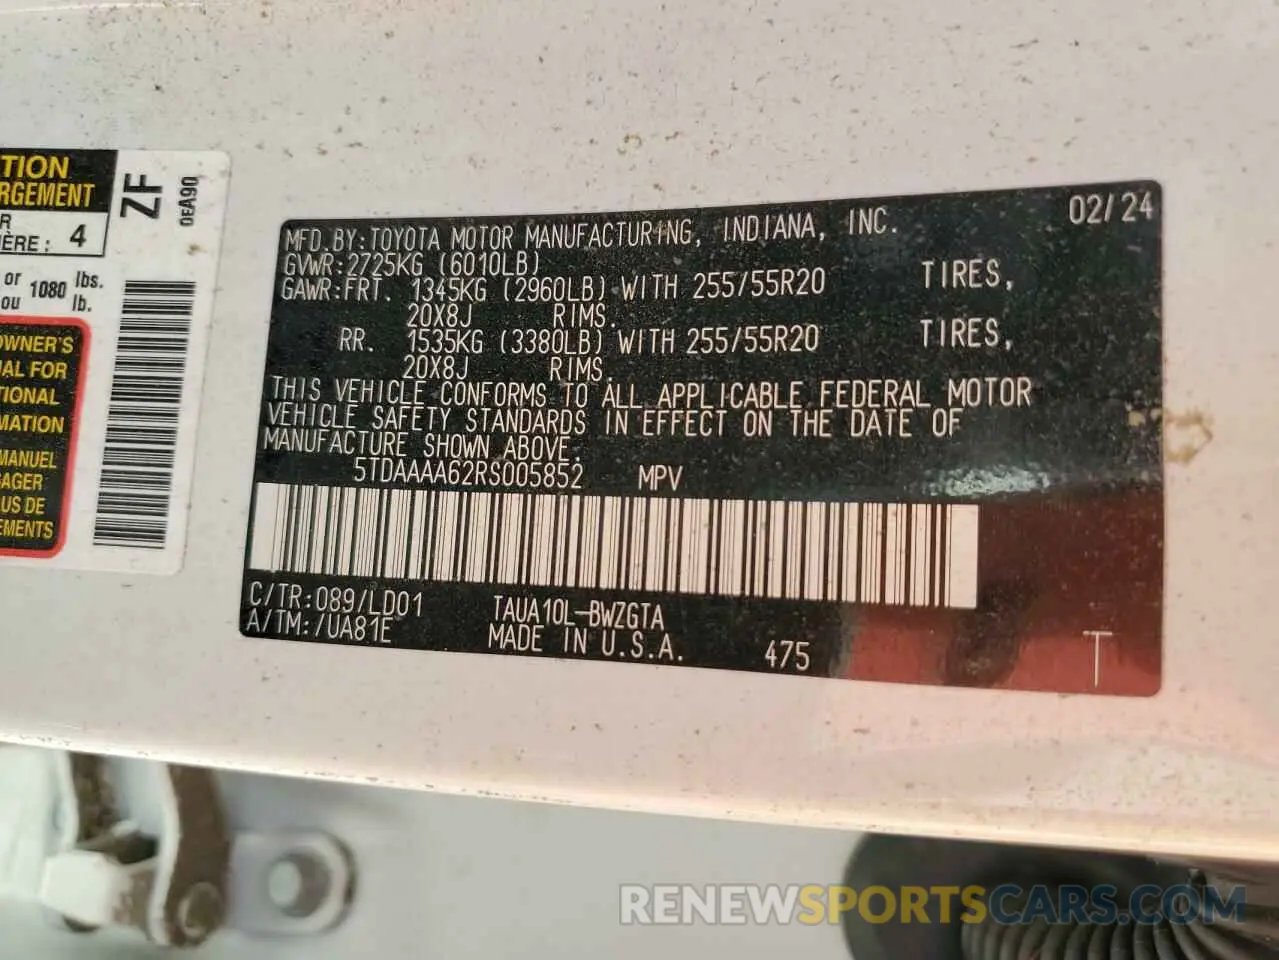 TION
RGEMENT
R
IÈRE : 4
or 1080 lbs.
ou lb.
OWNER'S
AL FOR
TIONAL
MATION
MANUEL
AGER
US DE
EMENTS
ZF
0EA90
MFD.BY:TOYOTA MOTOR MANUFACTURING, INDIANA, INC. 02/24
GVWR:2725KG (6010LB)
GAWR:FRT. 1345KG (2960LB) WITH 255/55R20 TIRES,
20X8J RIMS.
RR. 1535KG (3380LB) WITH 255/55R20 TIRES,
20X8J RIMS.
THIS VEHICLE CONFORMS TO ALL APPLICABLE FEDERAL MOTOR
VEHICLE SAFETY STANDARDS IN EFFECT ON THE DATE OF
MANUFACTURE SHOWN ABOVE.
5TDAAAA62RS005852 MPV
C/TR:089/LD01 TAUA10L-BWZGTA
A/TM:/UA81E MADE IN U.S.A. 475
T
RENEWSPORTSCARS.COM